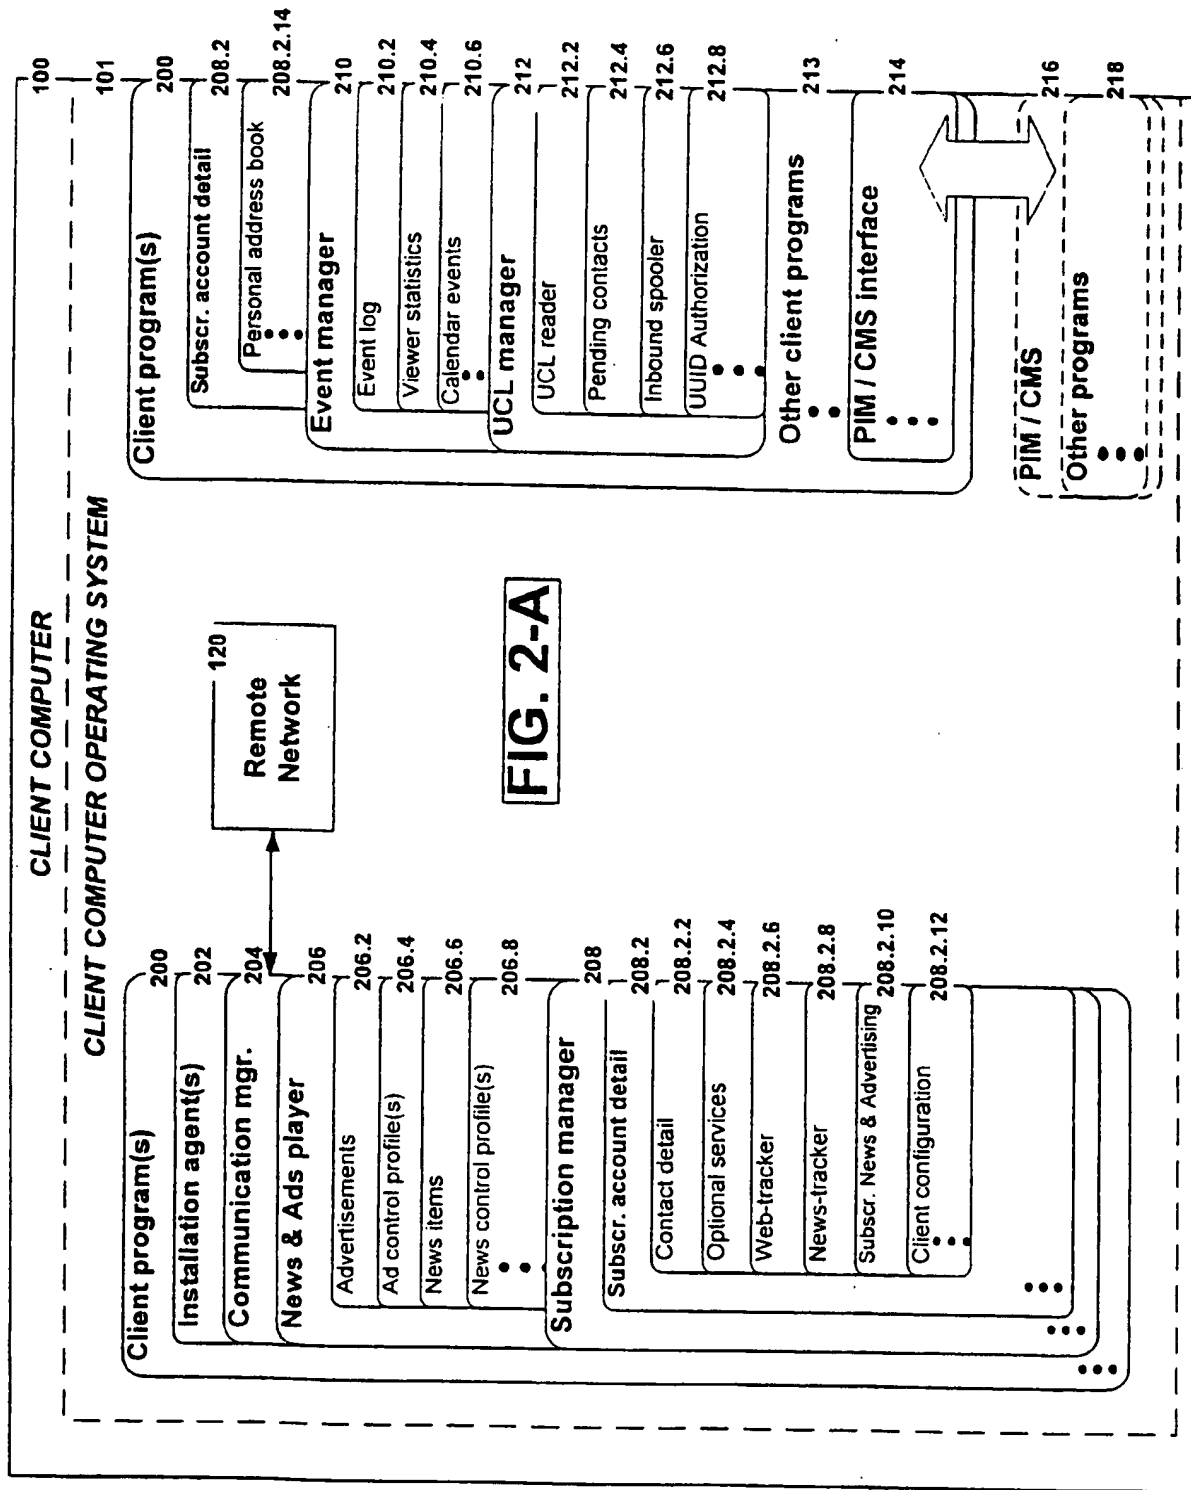 CLIENT COMPUTER
100
CLIENT COMPUTER OPERATING SYSTEM
101
Client program(s)
200
Installation agent(s)
202
Communication mgr.
204
News & Ads player
206
Advertisements
206.2
Ad control profile(s)
206.4
News items
206.6
News control profile(s)
206.8
Subscription manager
208
Subscr. account detail
208.2
Contact detail
208.2.2
Optional services
208.2.4
Web-tracker
208.2.6
News-tracker
208.2.8
Subscr. News & Advertising
208.2.10
Client configuration
208.2.12
120
Remote
Network
FIG. 2-A
Client program(s)
200
Subscr. account detail
208.2
Personal address book
208.2.14
Event manager
210
Event log
210.2
Viewer statistics
210.4
Calendar events
210.6
UCL manager
212
UCL reader
212.2
Pending contacts
212.4
Inbound spooler
212.6
UUID Authorization
212.8
Other client programs
213
PIM / CMS interface
214
PIM / CMS
216
Other programs
218